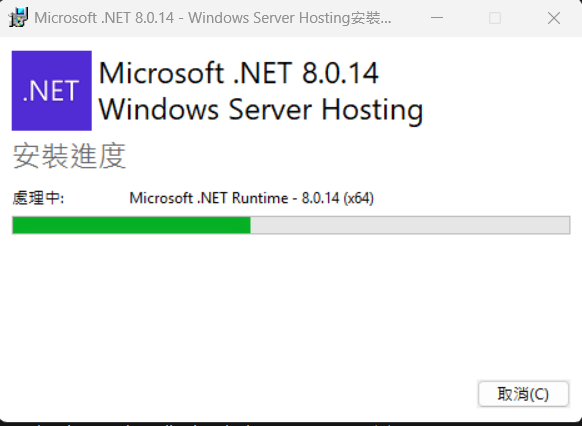 Microsoft .NET 8.0.14 - Windows Server Hosting安裝...
.NET
Microsoft .NET 8.0.14
Windows Server Hosting
安裝進度
處理中: Microsoft .NET Runtime - 8.0.14 (x64)
取消(C)